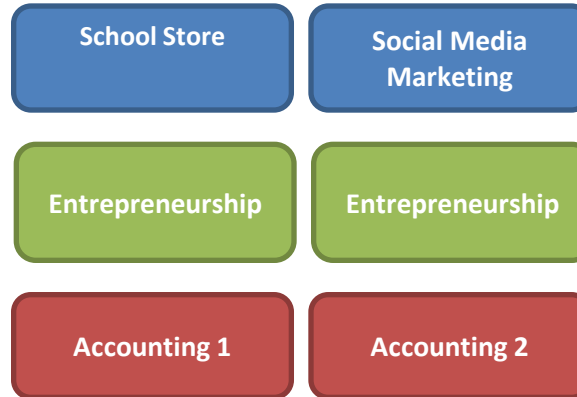 School Store
Social Media
Marketing
Entrepreneurship
Entrepreneurship
Accounting 1
Accounting 2